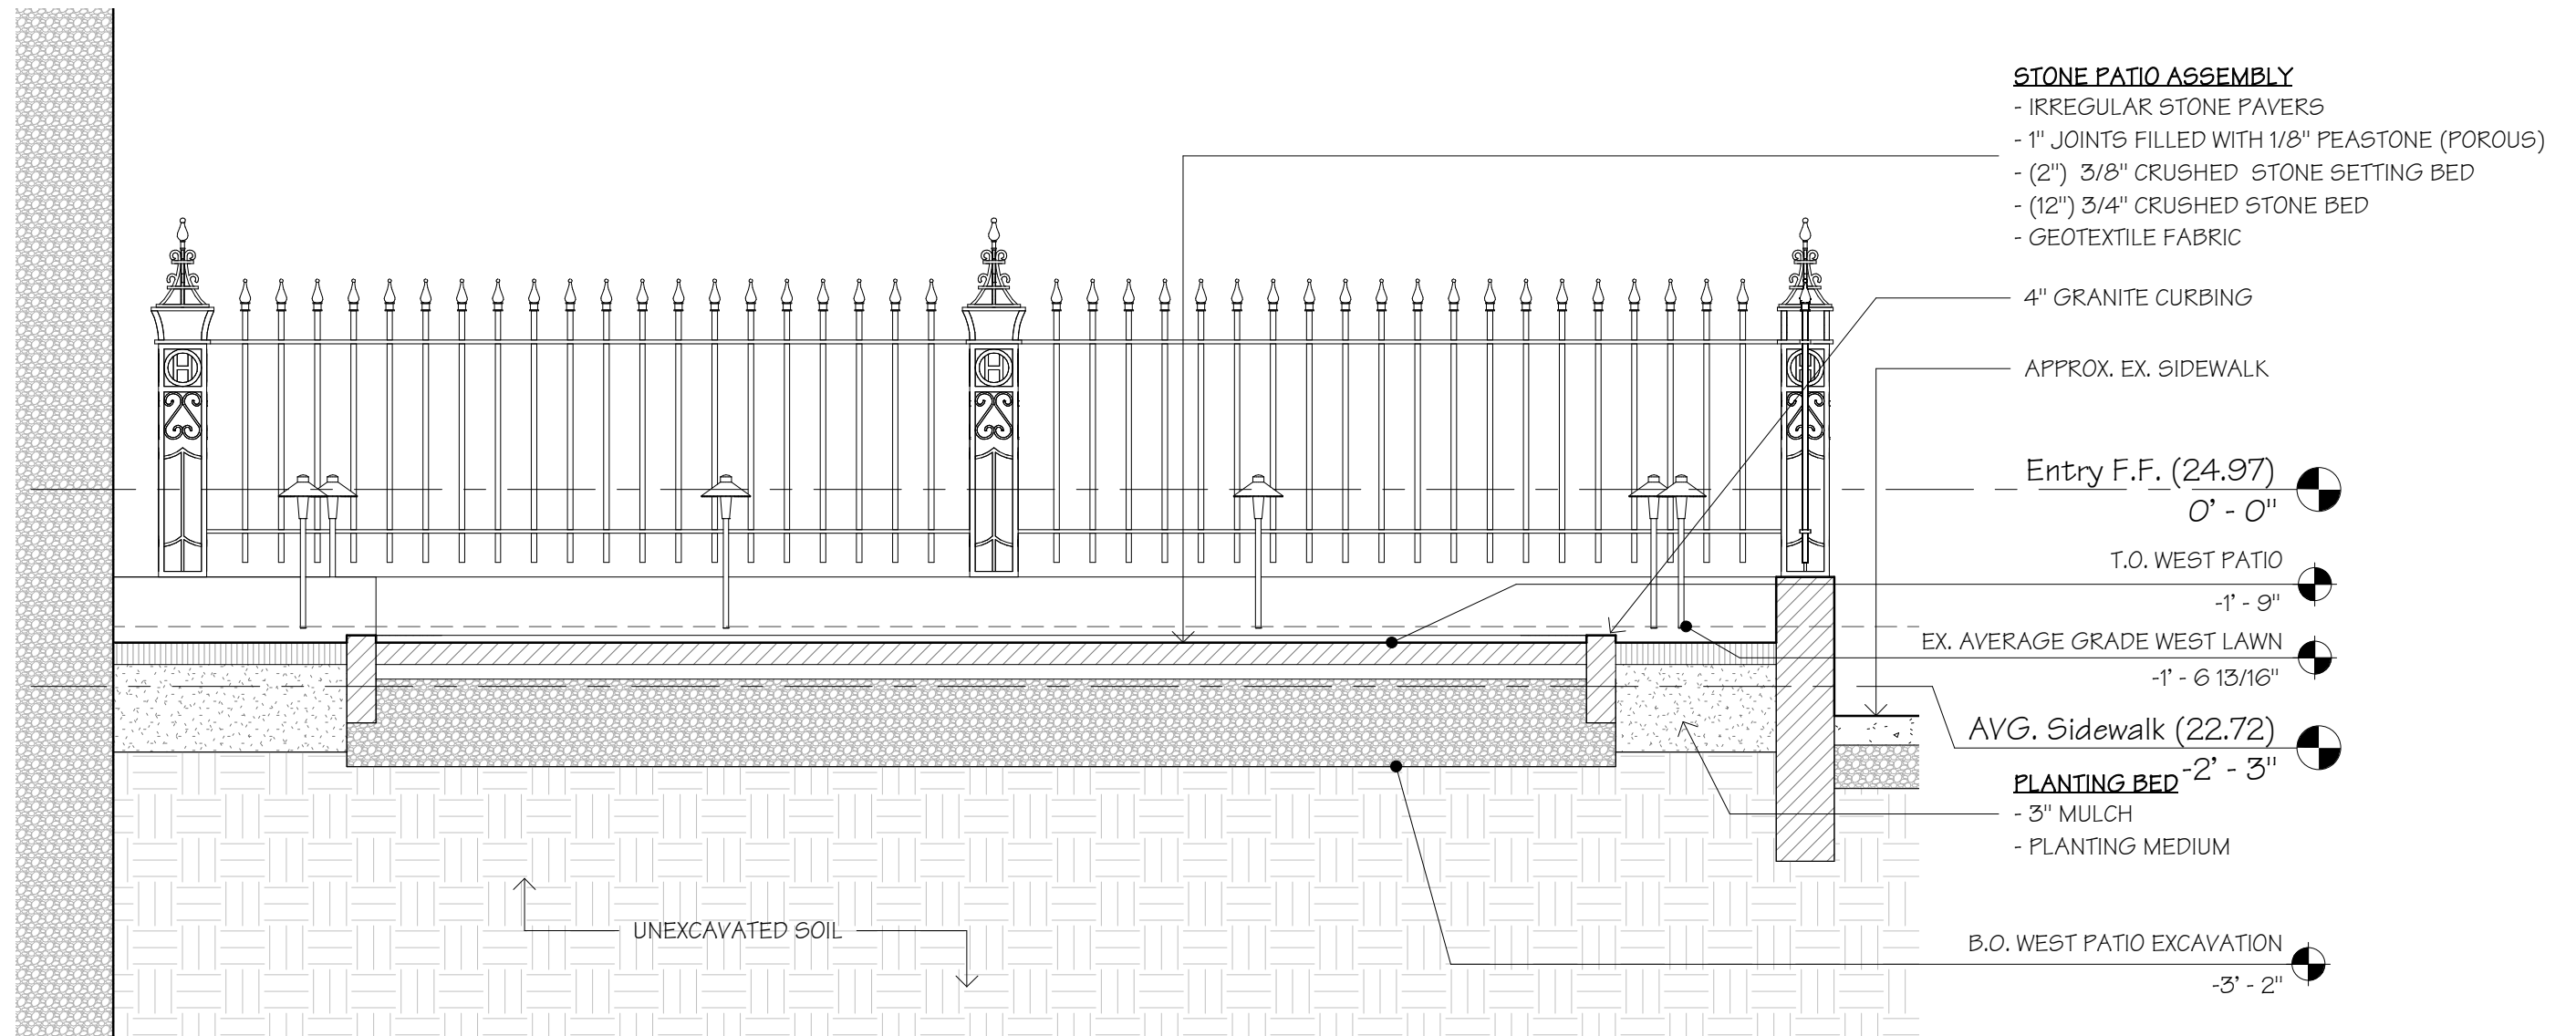 STONE PATIO ASSEMBLY
- IRREGULAR STONE PAVERS
- 1" JOINTS FILLED WITH 1/8" PEASTONE (POROUS)
- (2") 3/8" CRUSHED STONE SETTING BED
- (12") 3/4" CRUSHED STONE BED
- GEOTEXTILE FABRIC
4" GRANITE CURBING
APPROX. EX. SIDEWALK
H
H
H
Entry F.F. (24.97)
0' - 0"
T.O. WEST PATIO
-1' - 9"
EX. AVERAGE GRADE WEST LAWN
-1' - 6 13/16"
AVG. Sidewalk (22.72)
-2' - 3"
PLANTING BED
- 3" MULCH
- PLANTING MEDIUM
UNEXCAVATED SOIL
B.O. WEST PATIO EXCAVATION
-3' - 2"